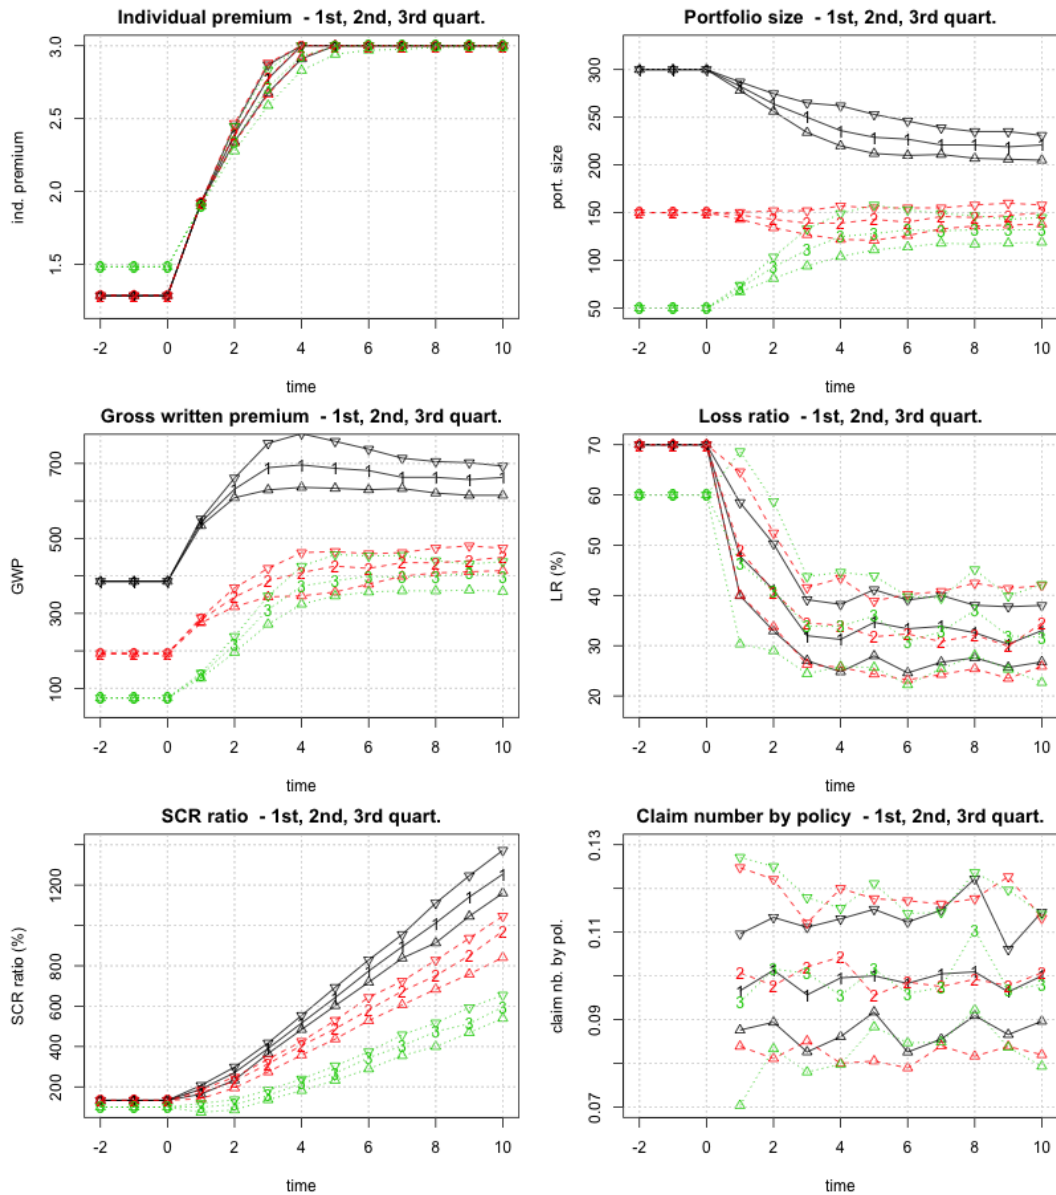 Individual premium - 1st, 2nd, 3rd quart.
ind. premium
3.0
2.5
2.0
1.5
-2 0 2 4 6 8 10
time
Portfolio size - 1st, 2nd, 3rd quart.
port. size
300
250
200
150
100
50
-2 0 2 4 6 8 10
time
Gross written premium - 1st, 2nd, 3rd quart.
GWP
700
500
300
100
-2 0 2 4 6 8 10
time
Loss ratio - 1st, 2nd, 3rd quart.
LR (%)
70
60
50
40
30
20
-2 0 2 4 6 8 10
time
SCR ratio - 1st, 2nd, 3rd quart.
SCR ratio (%)
1200
800
600
400
200
-2 0 2 4 6 8 10
time
Claim number by policy - 1st, 2nd, 3rd quart.
claim nb. by pol.
0.13
0.11
0.09
0.07
-2 0 2 4 6 8 10
time